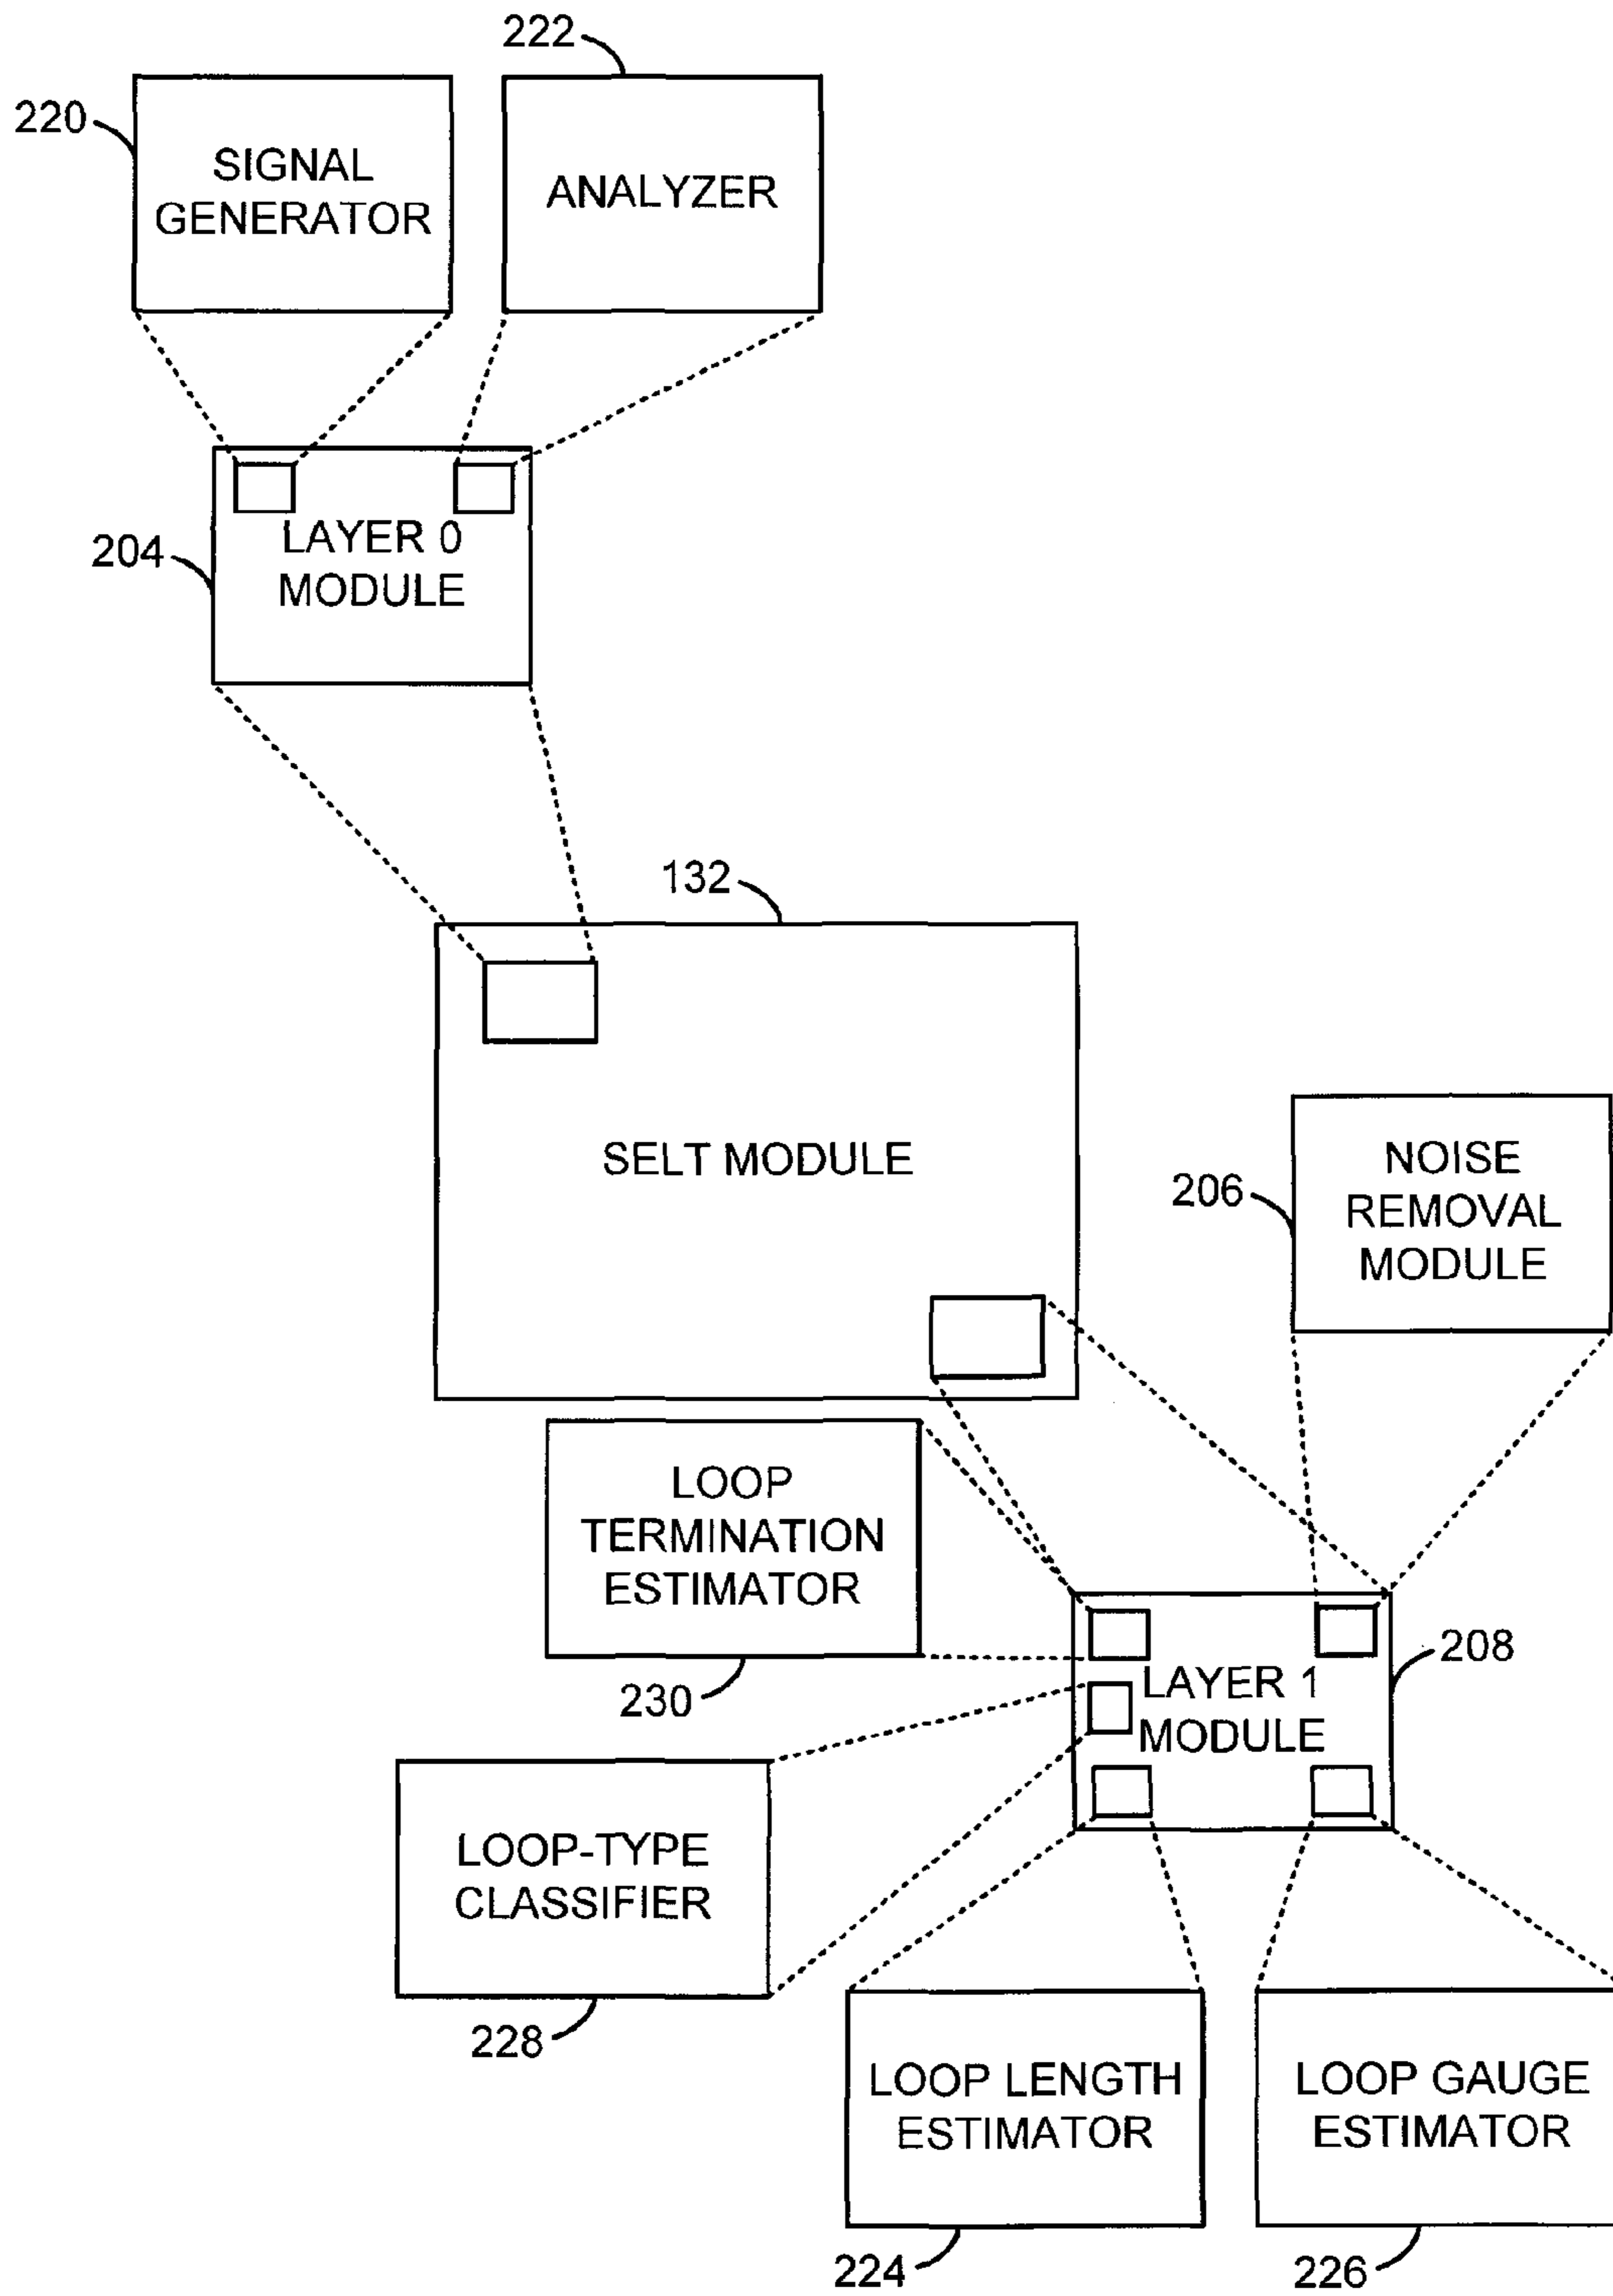 222
220
SIGNAL
GENERATOR
ANALYZER
204
LAYER 0
MODULE
132
SELT MODULE
206
NOISE
REMOVAL
MODULE
LOOP
TERMINATION
ESTIMATOR
230
208
LAYER 1
MODULE
LOOP-TYPE
CLASSIFIER
228
LOOP LENGTH
ESTIMATOR
LOOP GAUGE
ESTIMATOR
224
226